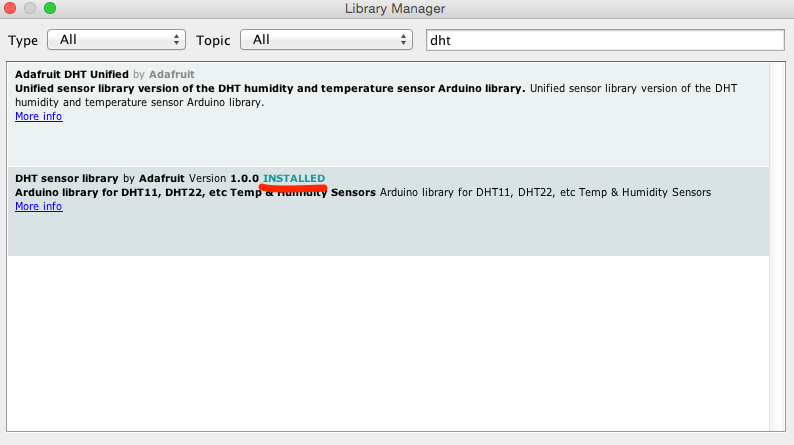 Library Manager
Type All Topic All dht
Adafruit DHT Unified by Adafruit
Unified sensor library version of the DHT humidity and temperature sensor Arduino library. Unified sensor library version of the DHT
humidity and temperature sensor Arduino library.
More info
DHT sensor library by Adafruit Version 1.0.0 INSTALLED
Arduino library for DHT11, DHT22, etc Temp & Humidity Sensors Arduino library for DHT11, DHT22, etc Temp & Humidity Sensors
More info